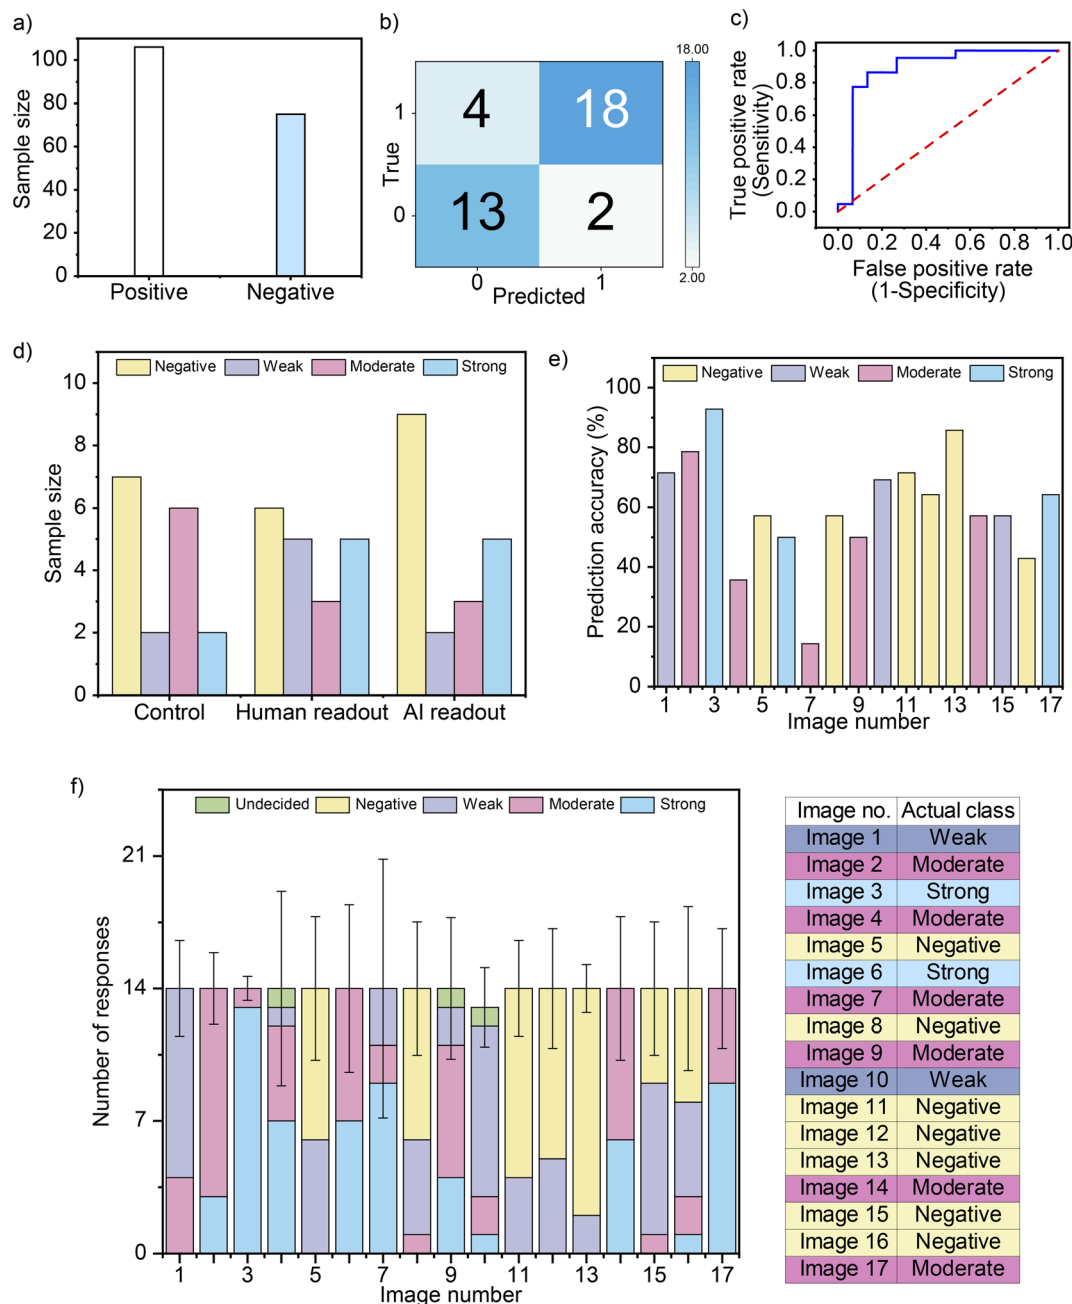 a)
Sample size
100
80
60
40
20
0
Positive Negative
b)
True
1
0
4 18
13 2
0 1
Predicted
18.00
2.00
c)
True positive rate
(Sensitivity)
1.0
0.8
0.6
0.4
0.2
0.0
0.0 0.2 0.4 0.6 0.8 1.0
False positive rate
(1-Specificity)
d)
Negative Weak Moderate Strong
Sample size
10
8
6
4
2
0
Control Human readout AI readout
e)
Negative Weak Moderate Strong
Prediction accuracy (%)
100
80
60
40
20
0
1 3 5 7 9 11 13 15 17
Image number
f)
Undecided Negative Weak Moderate Strong
Number of responses
21
14
7
0
1 3 5 7 9 11 13 15 17
Image number
Image no. Actual class
Image 1 Weak
Image 2 Moderate
Image 3 Strong
Image 4 Moderate
Image 5 Negative
Image 6 Strong
Image 7 Moderate
Image 8 Negative
Image 9 Moderate
Image 10 Weak
Image 11 Negative
Image 12 Negative
Image 13 Negative
Image 14 Moderate
Image 15 Negative
Image 16 Negative
Image 17 Moderate